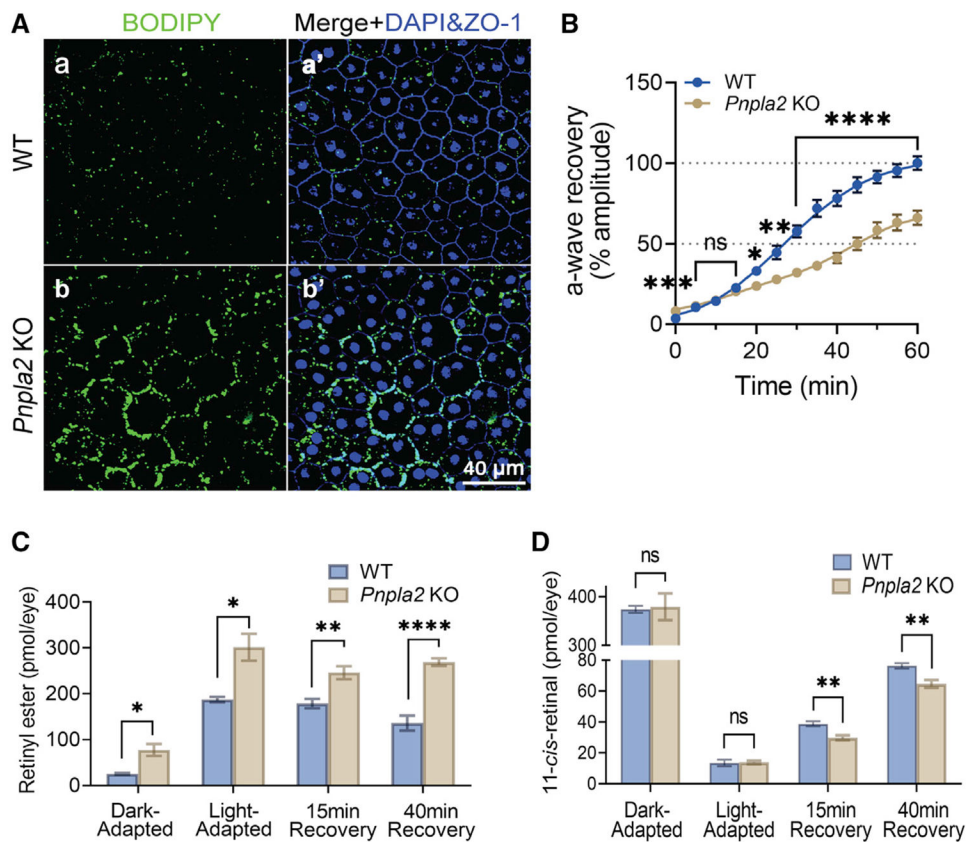 A
BODIPY
Merge+DAPI&ZO-1
a
a'
WT
b
b'
Pnpla2 KO
40 µm
B
WT
Pnpla2 KO
a-wave recovery
(% amplitude)
150
100
50
0
***
ns
*
**
****
0
20
40
60
Time (min)
C
WT
Pnpla2 KO
Retinyl ester (pmol/eye)
400
300
200
100
0
*
*
**
****
Dark-
Adapted
Light-
Adapted
15min
Recovery
40min
Recovery
D
WT
Pnpla2 KO
11-cis-retinal (pmol/eye)
400
300
80
60
40
20
0
ns
ns
**
**
Dark-
Adapted
Light-
Adapted
15min
Recovery
40min
Recovery